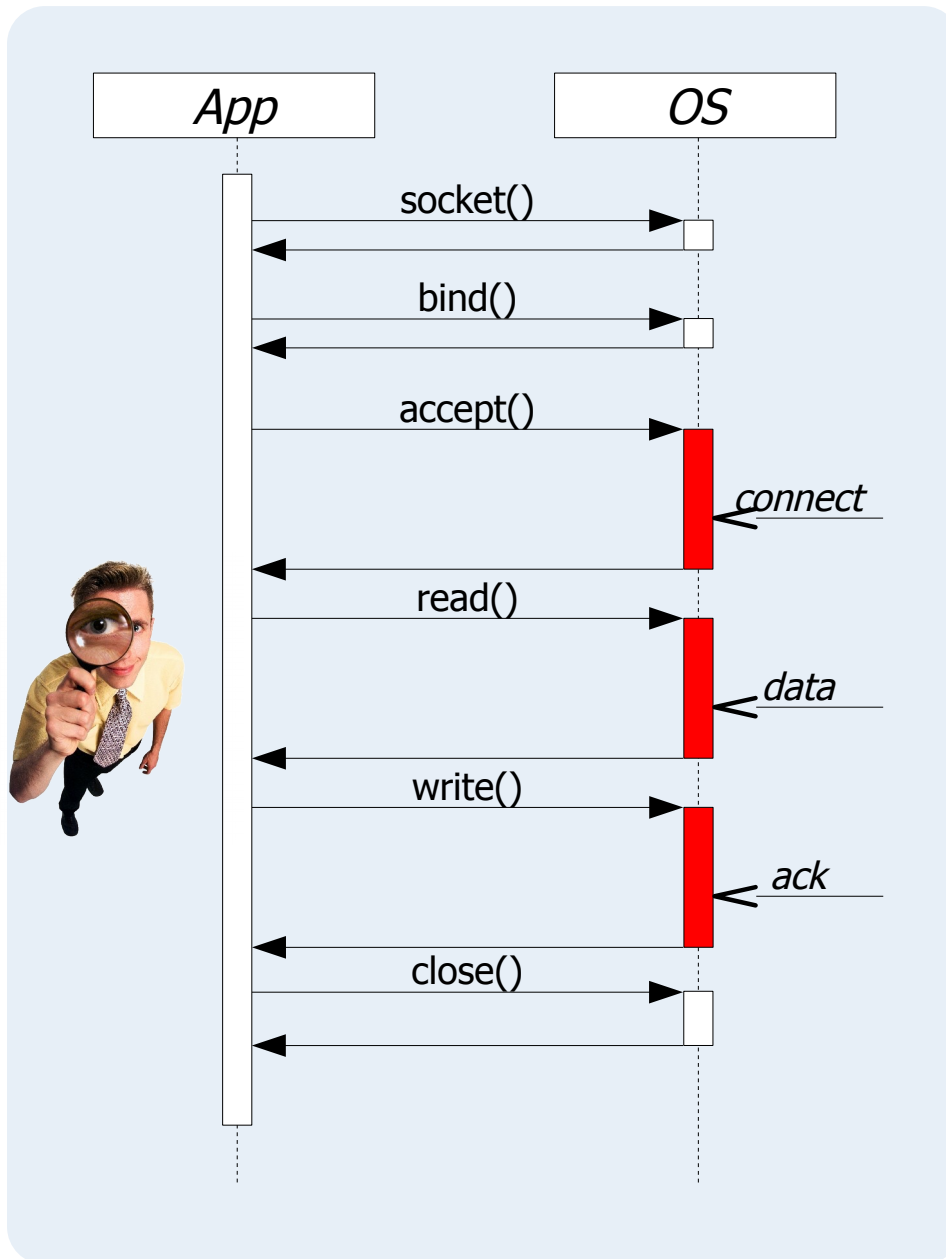 App
OS
socket()
bind()
accept()
connect
read()
data
write()
ack
close()